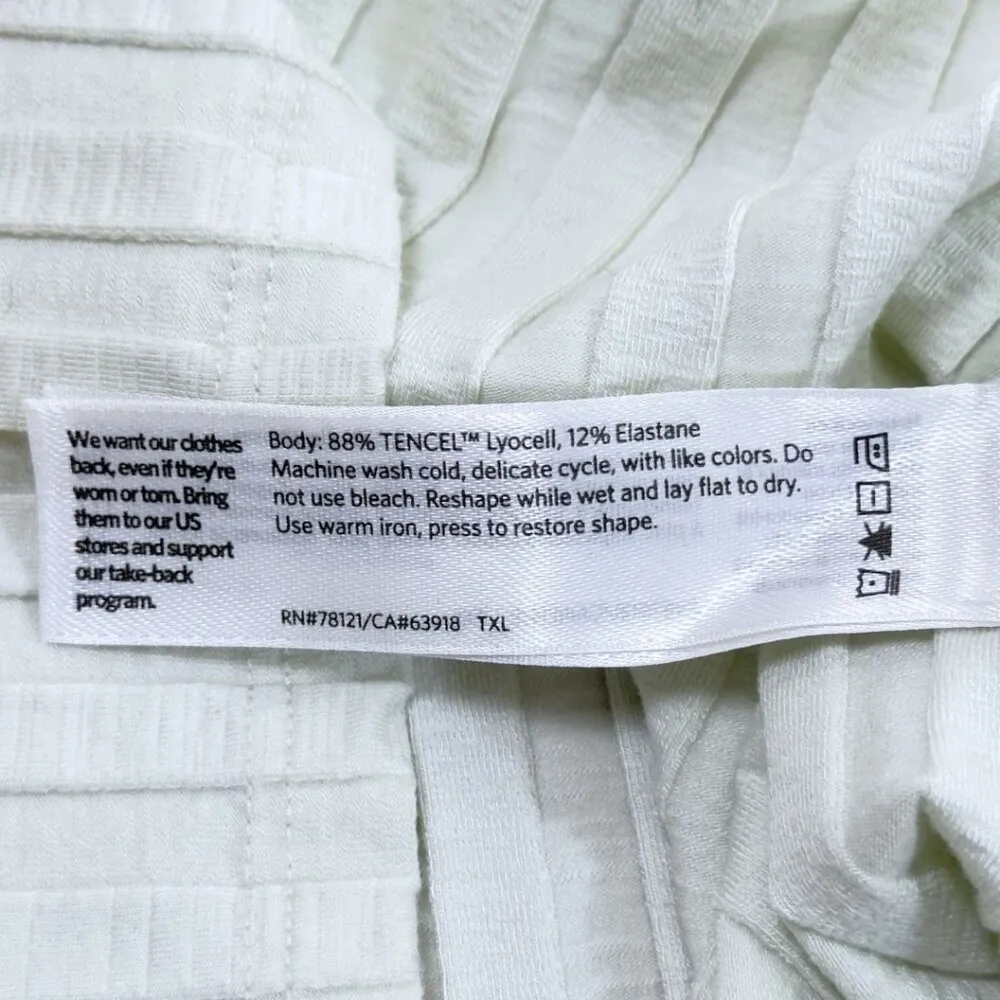 We want our clothes
back, even if they're
worn or torn. Bring
them to our US
stores and support
our take-back
program.
Body: 88% TENCEL™ Lyocell, 12% Elastane
Machine wash cold, delicate cycle, with like colors. Do
not use bleach. Reshape while wet and lay flat to dry.
Use warm iron, press to restore shape.
RN#78121/CA#63918 TXL